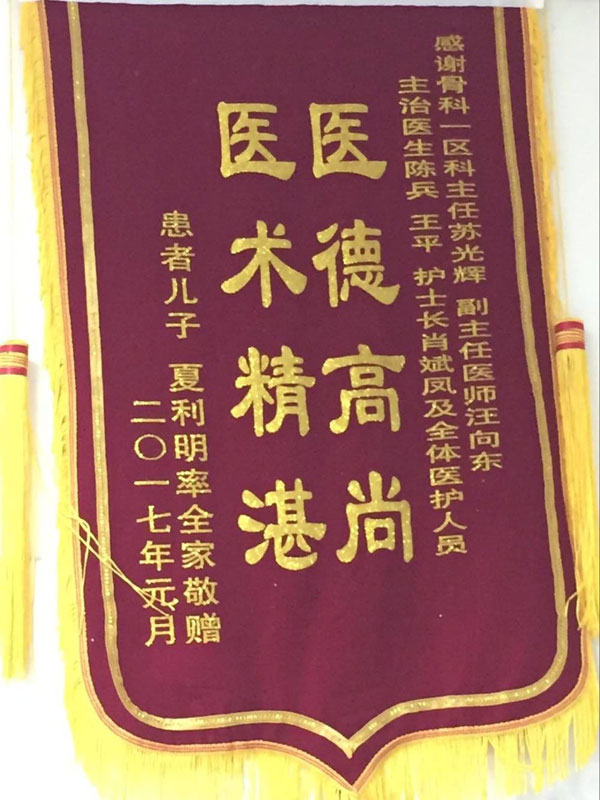 感谢骨科一区科主任苏光辉 副主任医师汪向东
主治医生陈兵 王平 护士长肖斌凤及全体医护人员
医德高尚
医术精湛
患者儿子 夏利明率全家敬赠
二〇一七年元月